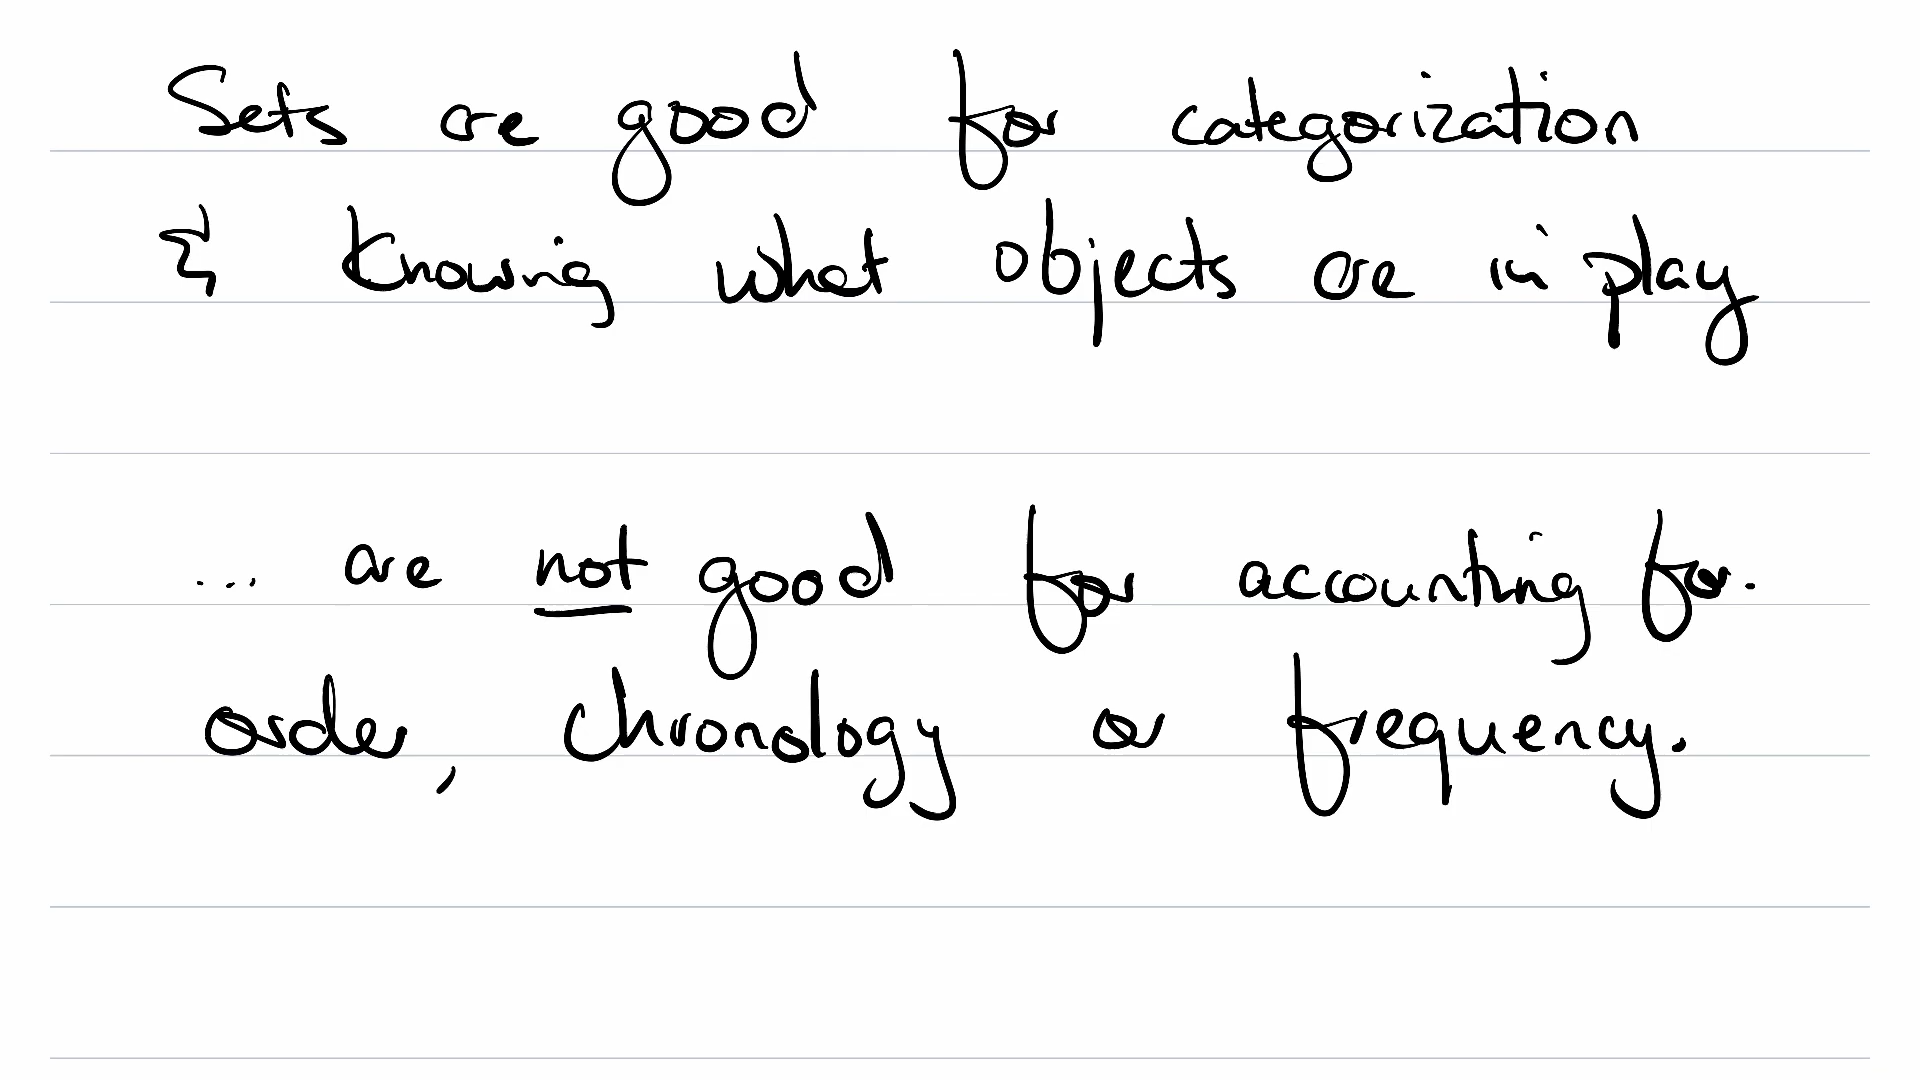 Sets are good for categorization
& Knowing what objects are in play
... are not good for accounting for.
order, chronology or frequency.